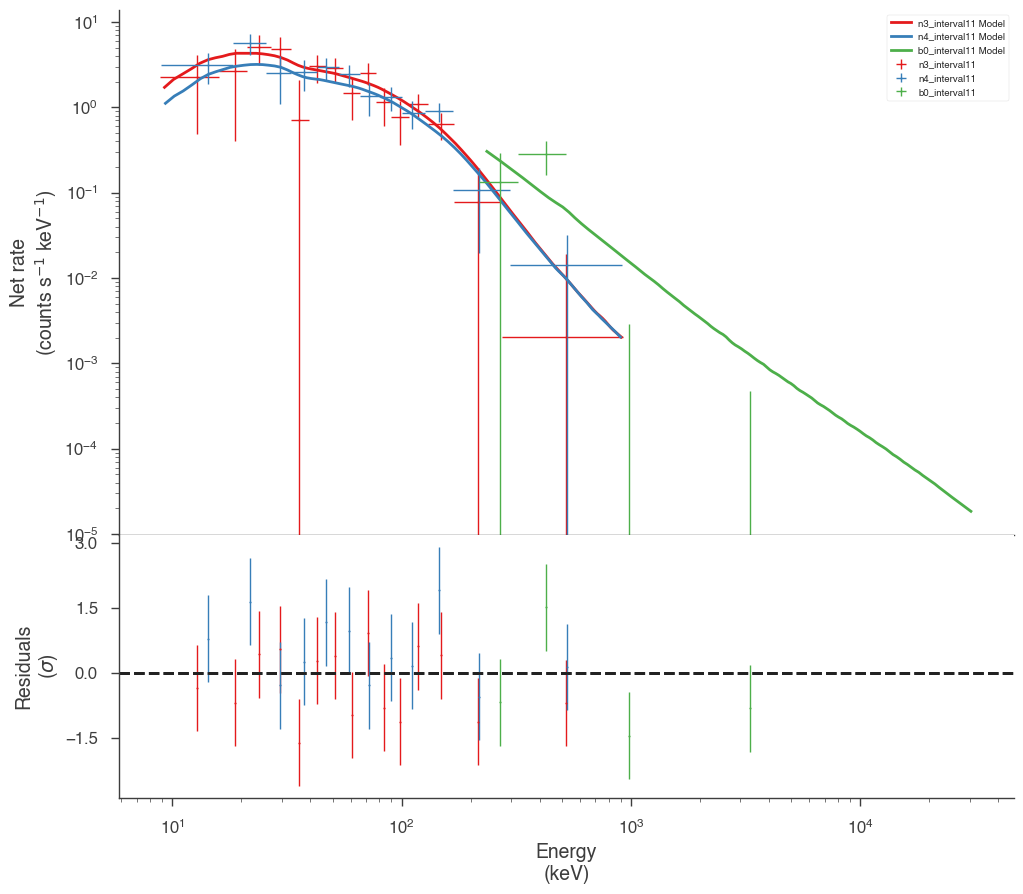 n3_interval11 Model
n4_interval11 Model
b0_interval11 Model
n3_interval11
n4_interval11
b0_interval11
Net rate
(counts s⁻¹ keV⁻¹)
10¹
10⁰
10⁻¹
10⁻²
10⁻³
10⁻⁴
10⁻⁵
Residuals
(σ)
3.0
1.5
0.0
−1.5
10¹ 10² 10³ 10⁴
Energy
(keV)